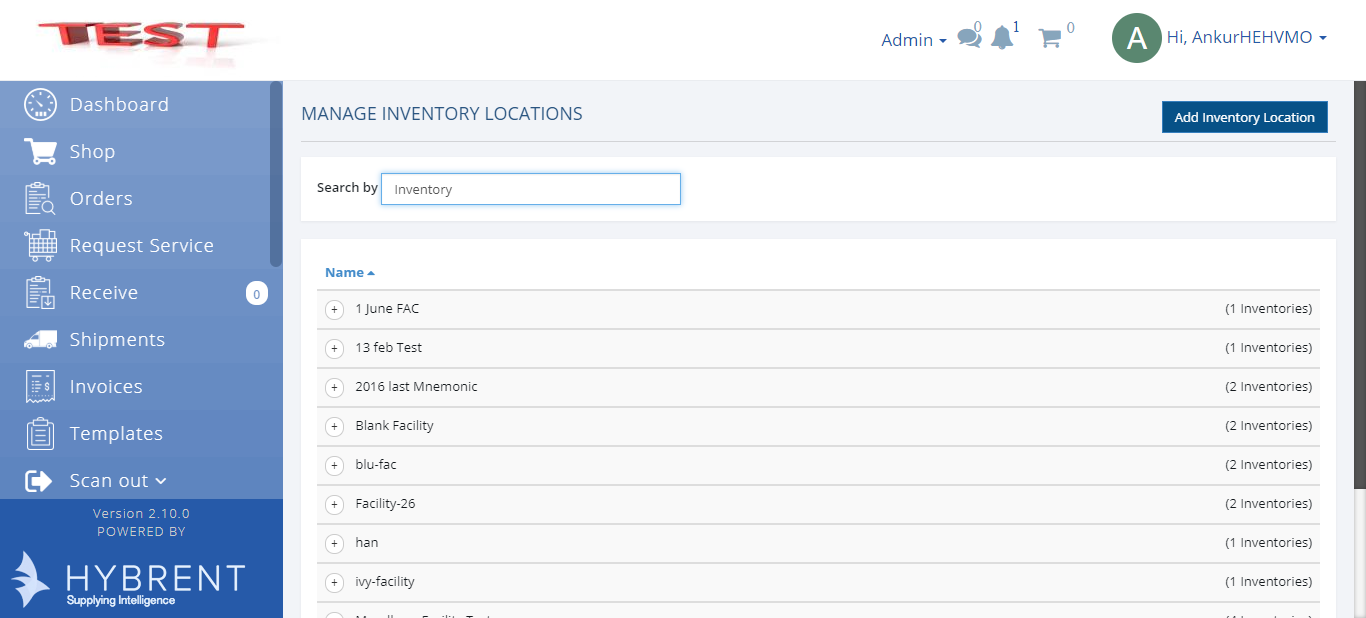 TEST
Admin 0 1 0 A Hi, AnkurHEHVMO
Dashboard
Shop
Orders
Request Service
Receive 0
Shipments
Invoices
Templates
Scan out
Version 2.10.0
POWERED BY
HYBRENT
Supplying Intelligence
MANAGE INVENTORY LOCATIONS
Add Inventory Location
Search by Inventory
Name
+ 1 June FAC (1 Inventories)
+ 13 feb Test (1 Inventories)
+ 2016 last Mnemonic (2 Inventories)
+ Blank Facility (2 Inventories)
+ blu-fac (2 Inventories)
+ Facility-26 (2 Inventories)
+ han (1 Inventories)
+ ivy-facility (1 Inventories)